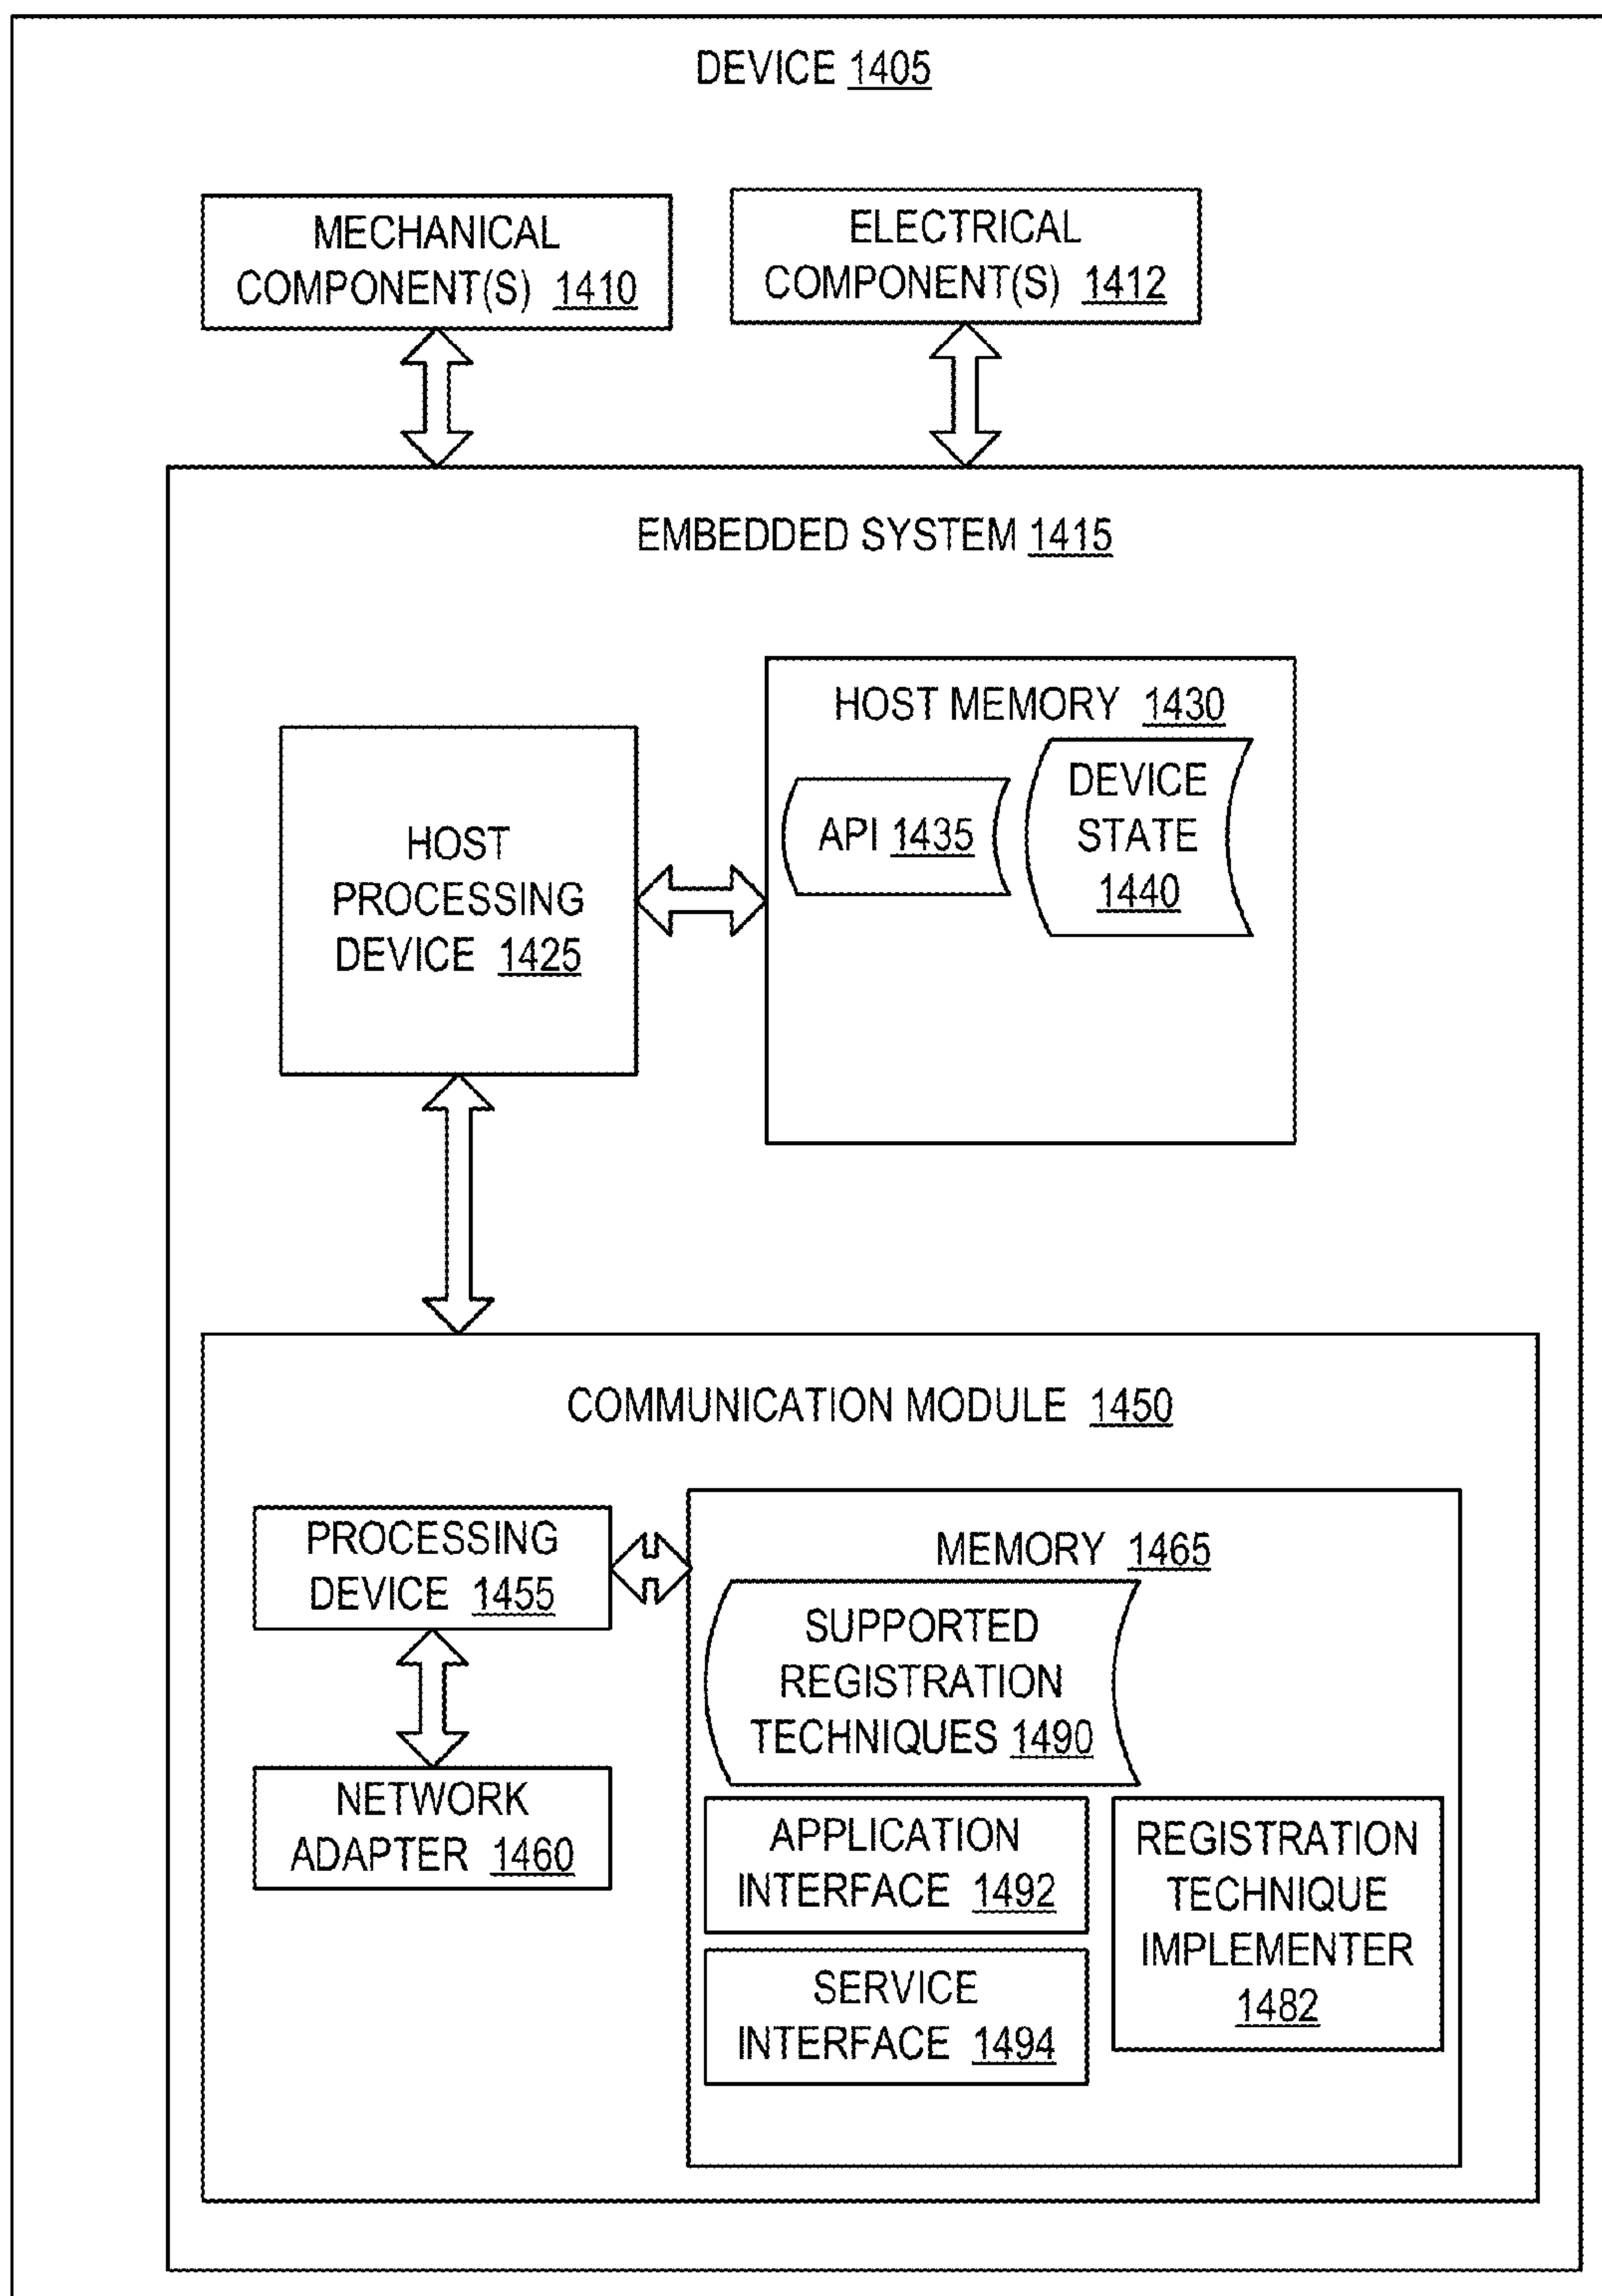 DEVICE 1405
MECHANICAL
COMPONENT(S) 1410
ELECTRICAL
COMPONENT(S) 1412
EMBEDDED SYSTEM 1415
HOST
PROCESSING
DEVICE 1425
HOST MEMORY 1430
API 1435
DEVICE
STATE
1440
COMMUNICATION MODULE 1450
PROCESSING
DEVICE 1455
NETWORK
ADAPTER 1460
MEMORY 1465
SUPPORTED
REGISTRATION
TECHNIQUES 1490
APPLICATION
INTERFACE 1492
SERVICE
INTERFACE 1494
REGISTRATION
TECHNIQUE
IMPLEMENTER
1482